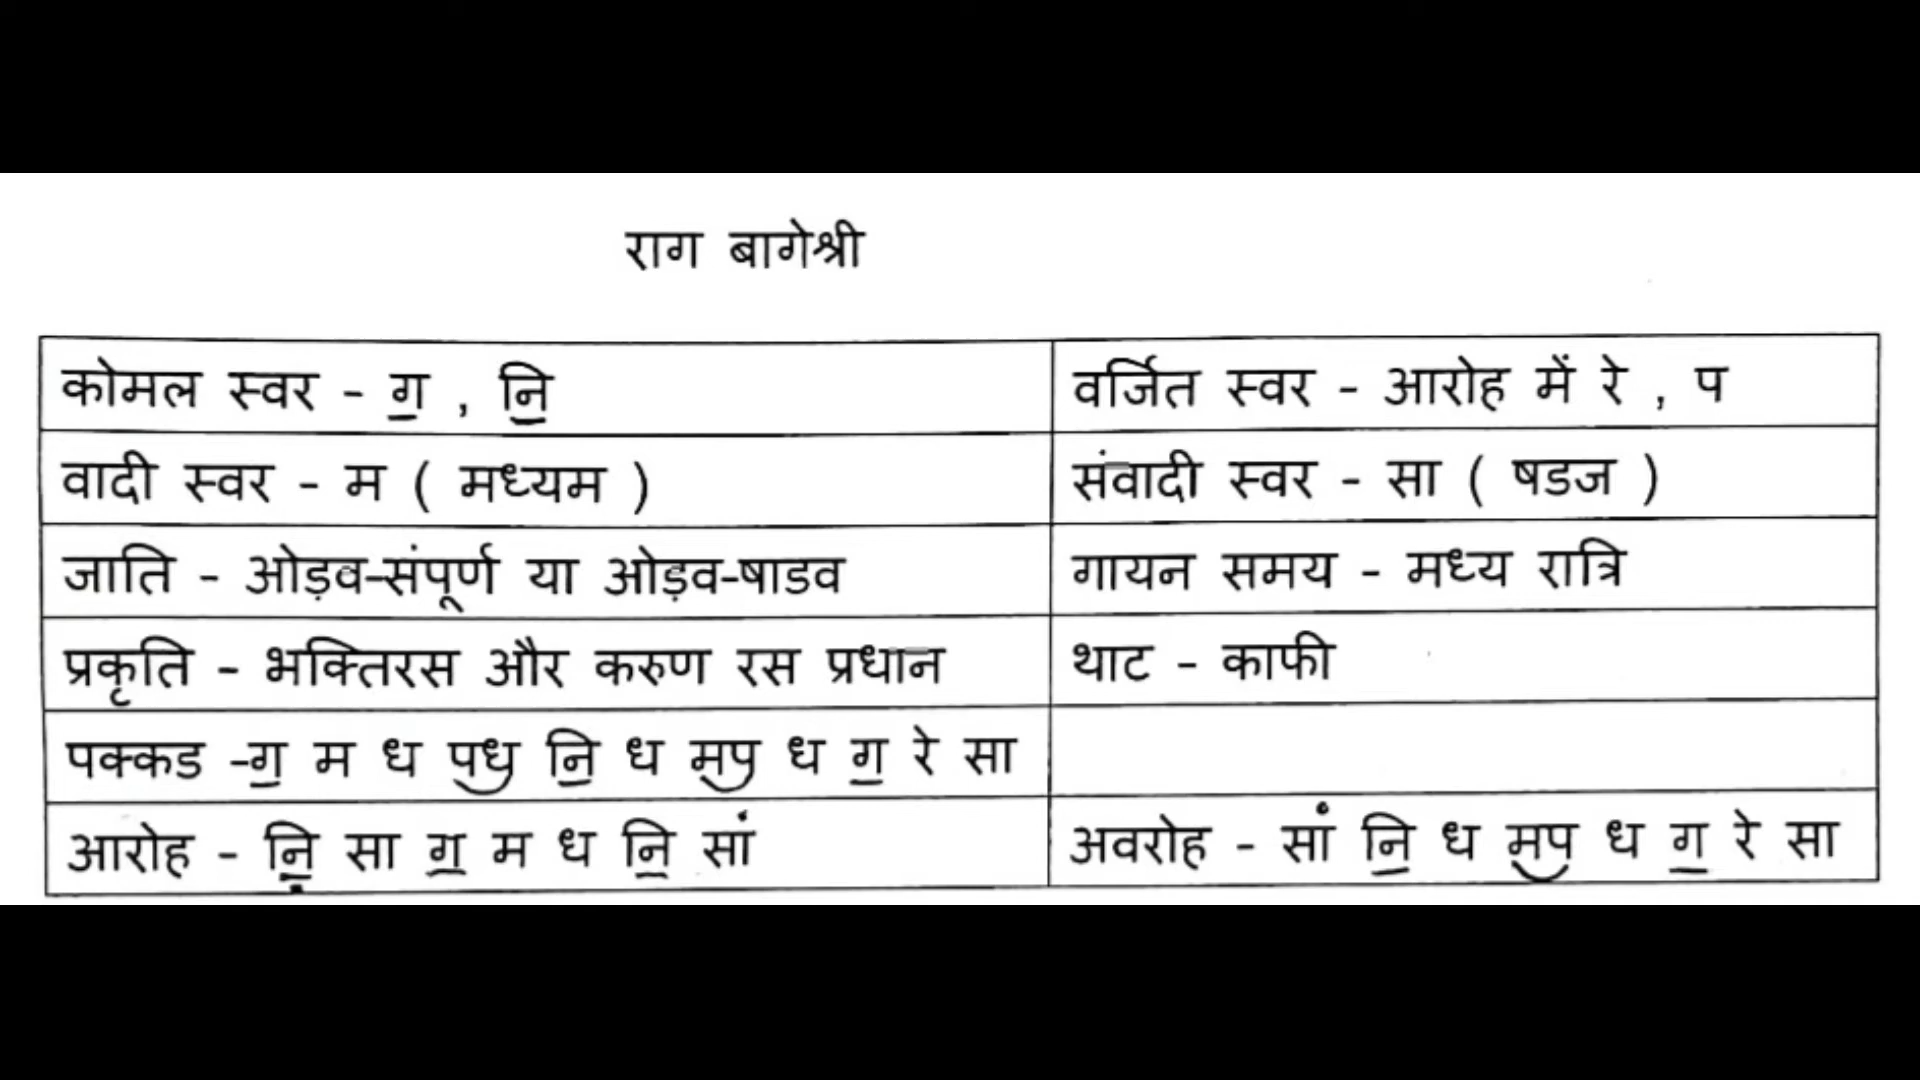 राग बागेश्री
कोमल स्वर - ग॒ , नि॒
वर्जित स्वर - आरोह में रे , प
वादी स्वर - म ( मध्यम )
संवादी स्वर - सा ( षडज )
जाति - ओड़व-संपूर्ण या ओड़व-षाडव
गायन समय - मध्य रात्रि
प्रकृति - भक्तिरस और करुण रस प्रधान
थाट - काफी
पक्कड -ग॒ म ध पध नि॒ ध मप ध ग॒ रे सा
आरोह - नि॒̣ सा ग॒ म ध नि॒ सां
अवरोह - सां नि॒ ध मप ध ग॒ रे सा